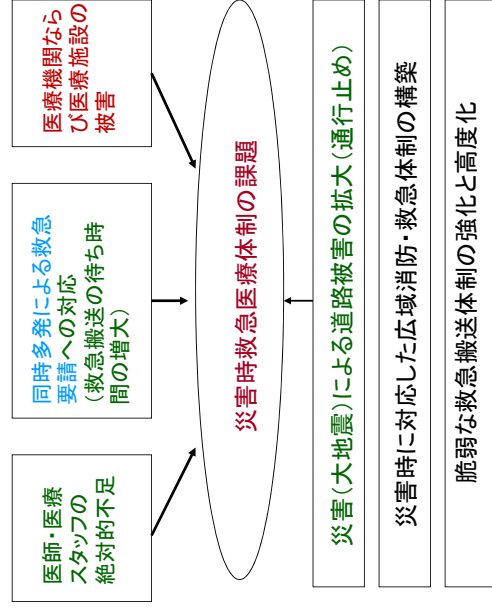 医師・医療
スタッフの
絶対的不足
同時多発による救急
要請への対応
(救急搬送の待ち時
間の増大)
医療機関なら
び医療施設の
被害
災害時救急医療体制の課題
災害(大地震)による道路被害の拡大(通行止め)
災害時に対応した広域消防・救急体制の構築
脆弱な救急搬送体制の強化と高度化